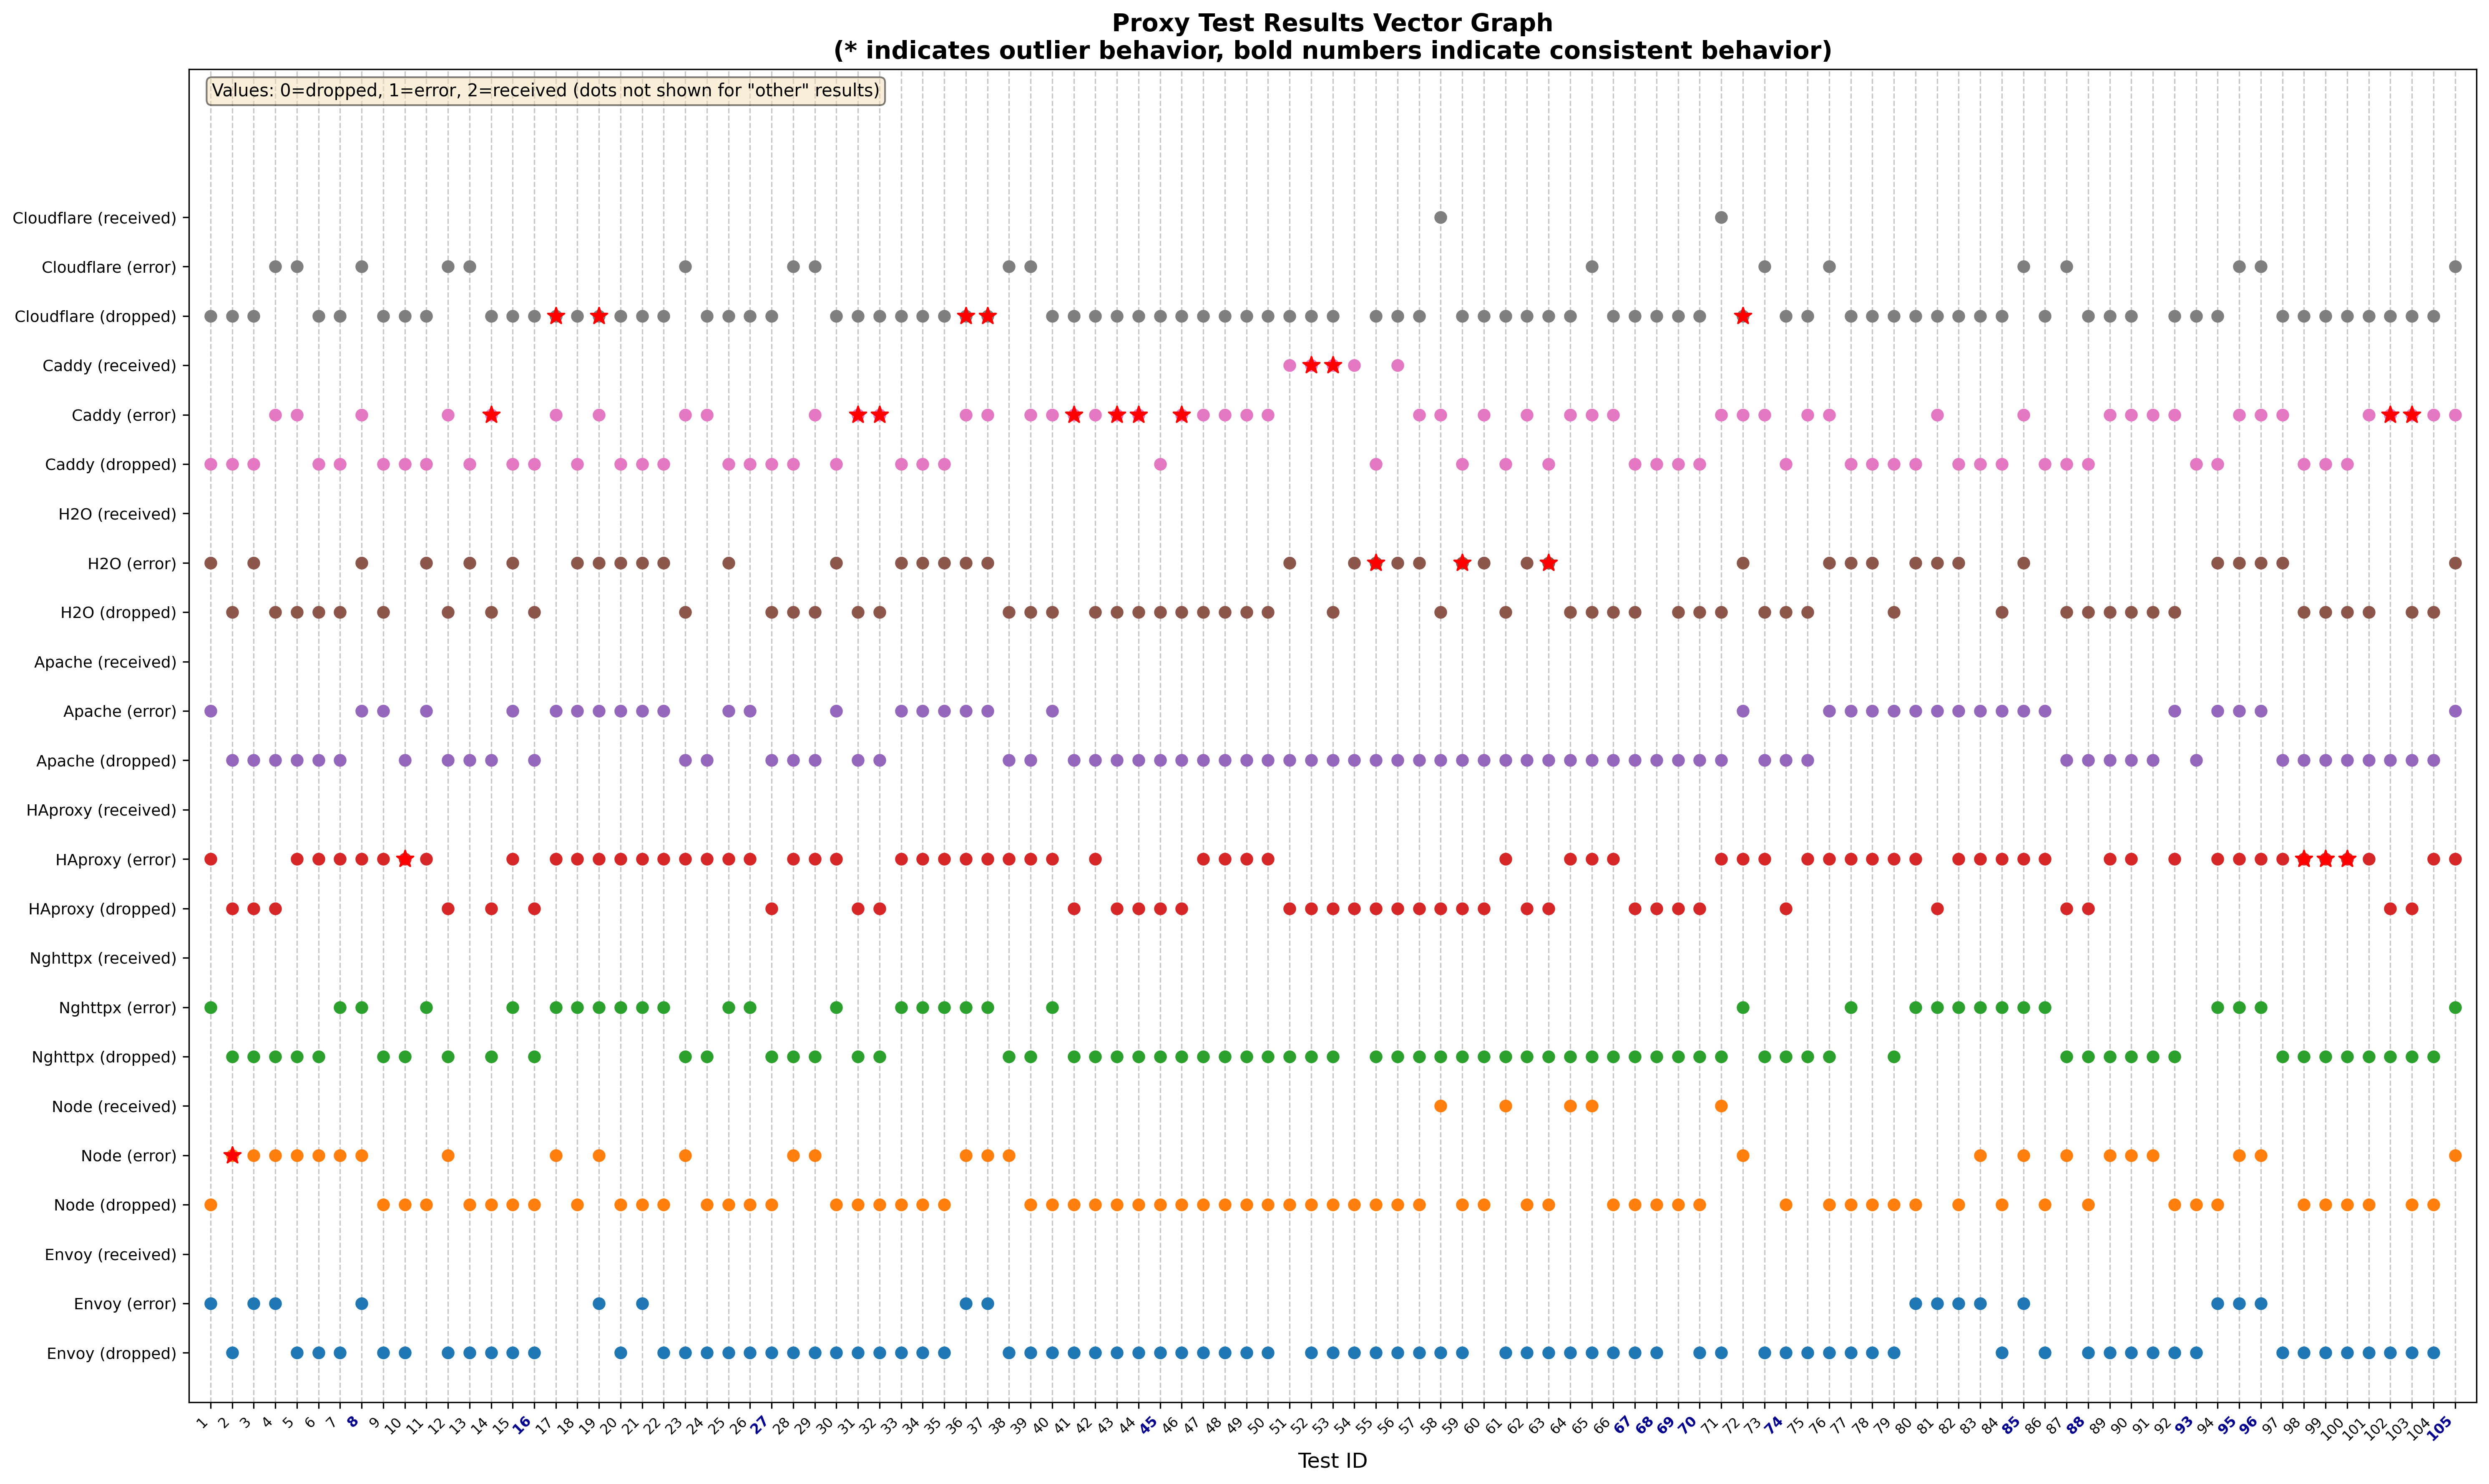 Proxy Test Results Vector Graph
(* indicates outlier behavior, bold numbers indicate consistent behavior)
Values: 0=dropped, 1=error, 2=received (dots not shown for "other" results)
Cloudflare (received)
Cloudflare (error)
Cloudflare (dropped)
Caddy (received)
Caddy (error)
Caddy (dropped)
H2O (received)
H2O (error)
H2O (dropped)
Apache (received)
Apache (error)
Apache (dropped)
HAproxy (received)
HAproxy (error)
HAproxy (dropped)
Nghttpx (received)
Nghttpx (error)
Nghttpx (dropped)
Node (received)
Node (error)
Node (dropped)
Envoy (received)
Envoy (error)
Envoy (dropped)
1 2 3 4 5 6 7 8 9 10 11 12 13 14 15 16 17 18 19 20 21 22 23 24 25 26 27 28 29 30 31 32 33 34 35 36 37 38 39 40 41 42 43 44 45 46 47 48 49 50 51 52 53 54 55 56 57 58 59 60 61 62 63 64 65 66 67 68 69 70 71 72 73 74 75 76 77 78 79 80 81 82 83 84 85 86 87 88 89 90 91 92 93 94 95 96 97 98 99 100 101 102 103 104 105
Test ID